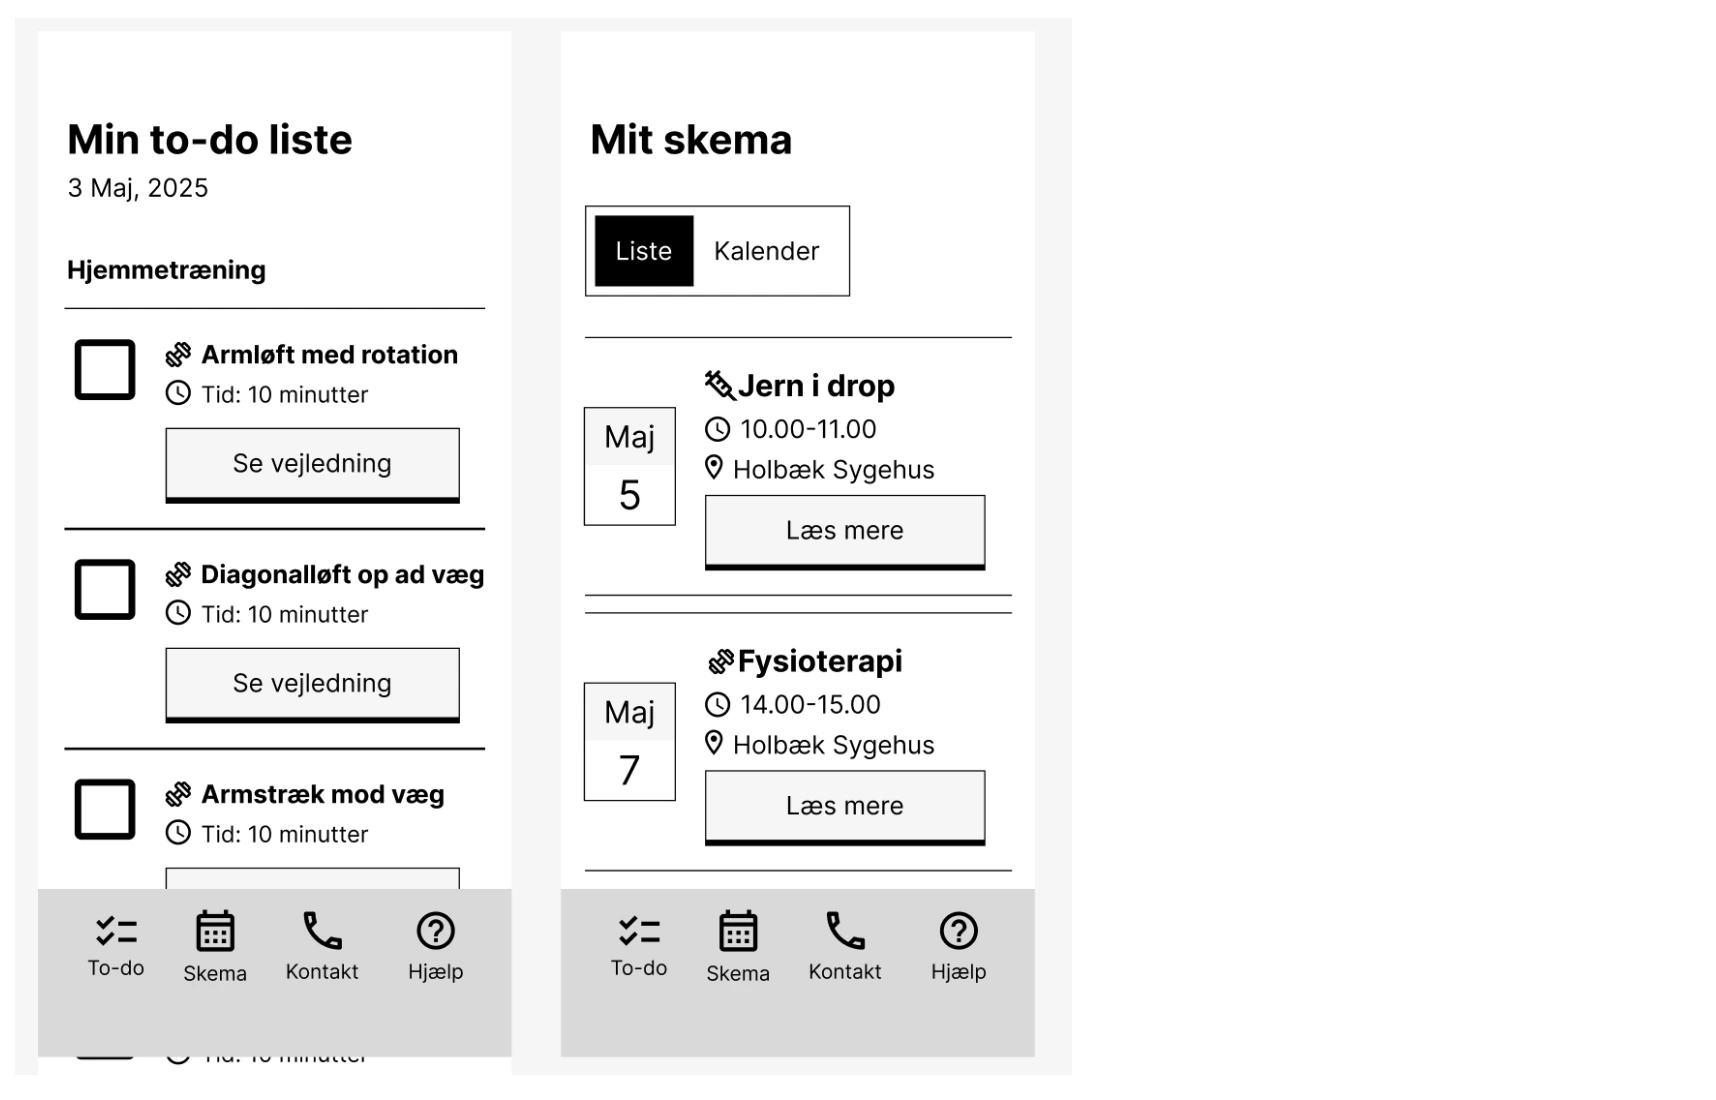 Min to-do liste
3 Maj, 2025
Hjemmetræning
Armløft med rotation
Tid: 10 minutter
Se vejledning
Diagonalløft op ad væg
Tid: 10 minutter
Se vejledning
Armstræk mod væg
Tid: 10 minutter
To-do
Skema
Kontakt
Hjælp
Tid: 10 minutter
Mit skema
Liste
Kalender
Maj
5
Jern i drop
10.00-11.00
Holbæk Sygehus
Læs mere
Maj
7
Fysioterapi
14.00-15.00
Holbæk Sygehus
Læs mere
To-do
Skema
Kontakt
Hjælp